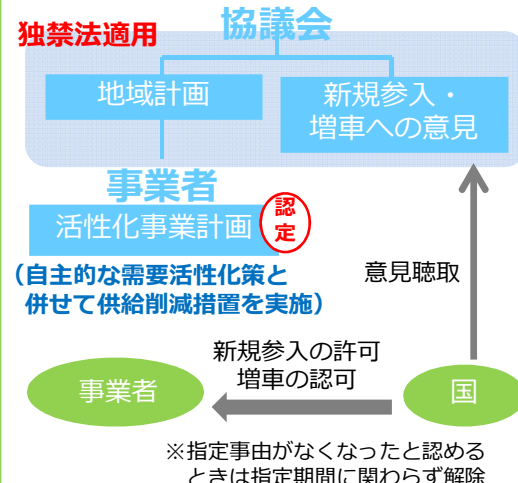 協議会
独禁法適用
地域計画
新規参入・
増車への意見
事業者
活性化事業計画
認
定
（自主的な需要活性化策と
併せて供給削減措置を実施）
意見聴取
新規参入の許可
増車の認可
事業者
国
※指定事由がなくなったと認める
ときは指定期間に関わらず解除